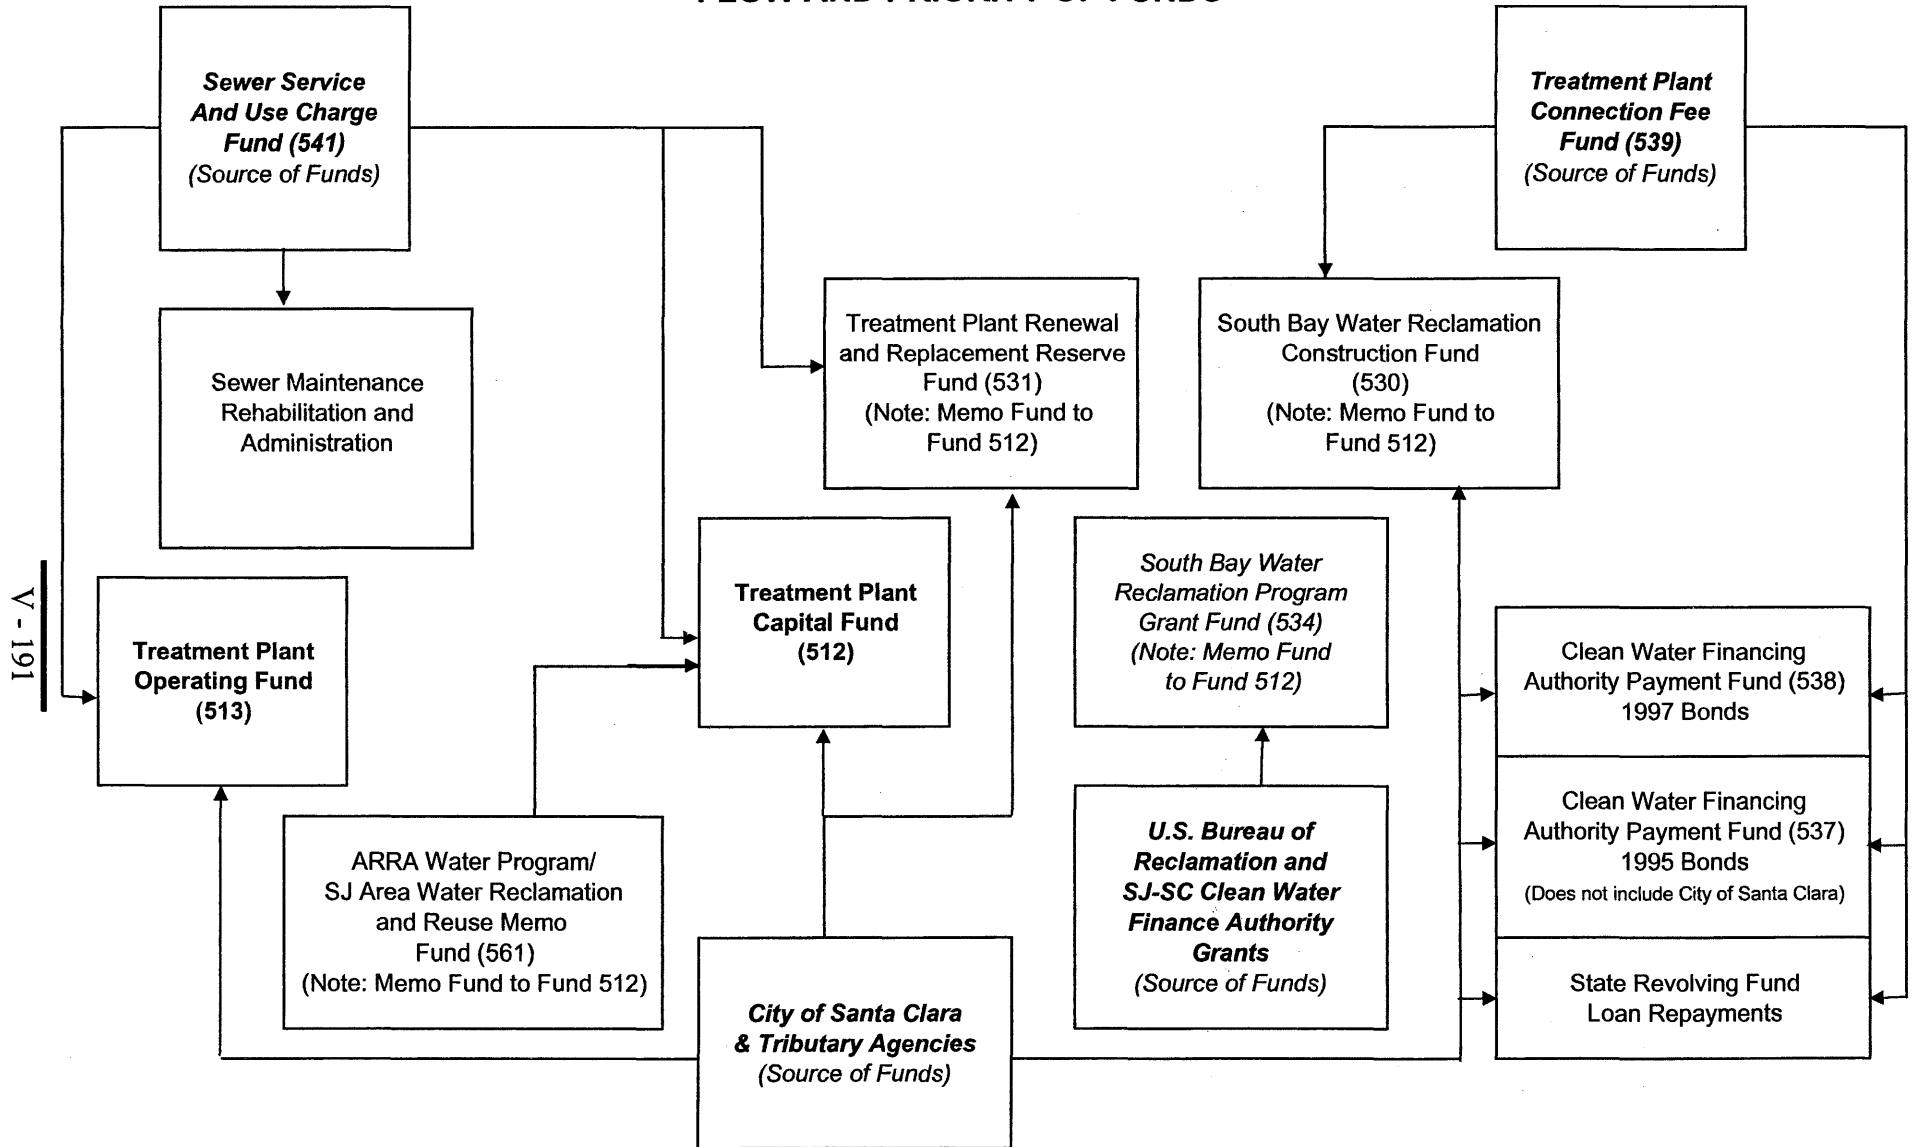 FLOW AND PRIORITY OF FUNDS
Sewer Service
And Use Charge
Fund (541)
(Source of Funds)
Treatment Plant
Connection Fee
Fund (539)
(Source of Funds)
Sewer Maintenance
Rehabilitation and
Administration
Treatment Plant Renewal
and Replacement Reserve
Fund (531)
(Note: Memo Fund to
Fund 512)
South Bay Water Reclamation
Construction Fund
(530)
(Note: Memo Fund to
Fund 512)
V - 191
Treatment Plant
Operating Fund
(513)
Treatment Plant
Capital Fund
(512)
South Bay Water
Reclamation Program
Grant Fund (534)
(Note: Memo Fund
to Fund 512)
Clean Water Financing
Authority Payment Fund (538)
1997 Bonds
Clean Water Financing
Authority Payment Fund (537)
1995 Bonds
(Does not include City of Santa Clara)
State Revolving Fund
Loan Repayments
ARRA Water Program/
SJ Area Water Reclamation
and Reuse Memo
Fund (561)
(Note: Memo Fund to Fund 512)
City of Santa Clara
& Tributary Agencies
(Source of Funds)
U.S. Bureau of
Reclamation and
SJ-SC Clean Water
Finance Authority
Grants
(Source of Funds)